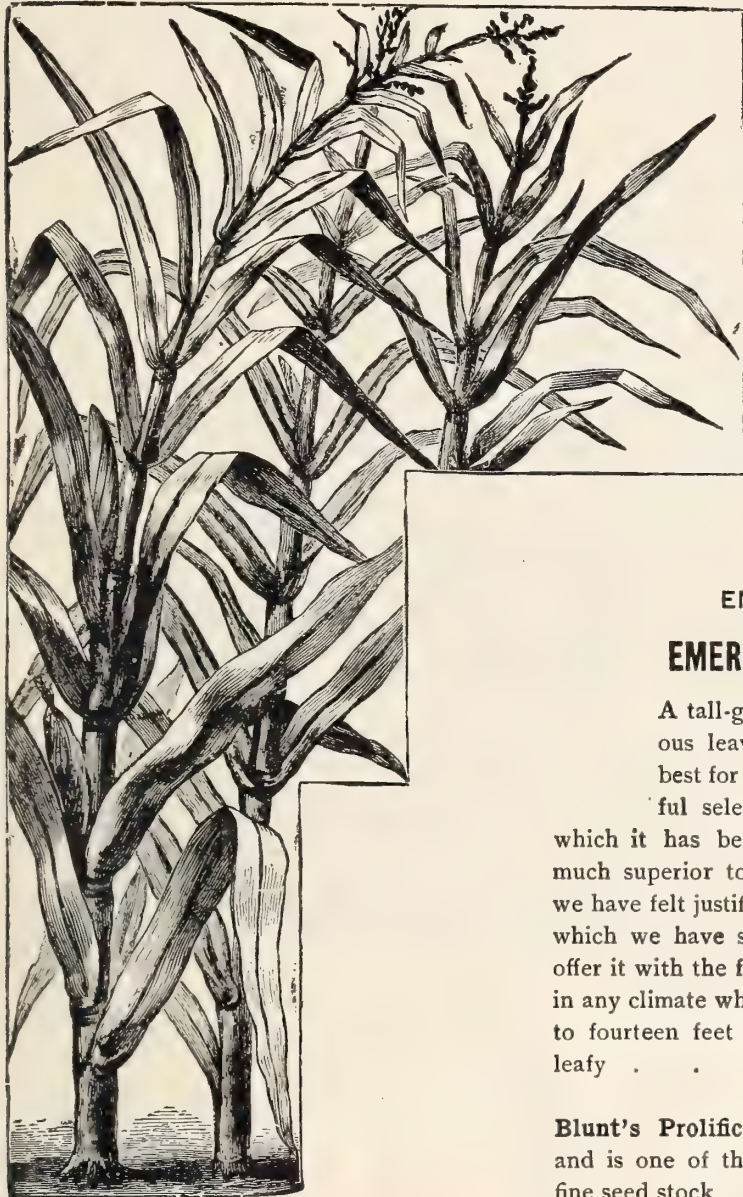 EN
EMER
A tall-g
ous leav
best for
ful sele
which it has be
much superior to
we have felt justif
which we have s
offer it with the f
in any climate wh
to fourteen feet
leafy . .
Blunt's Prolific
and is one of th
fine seed stock